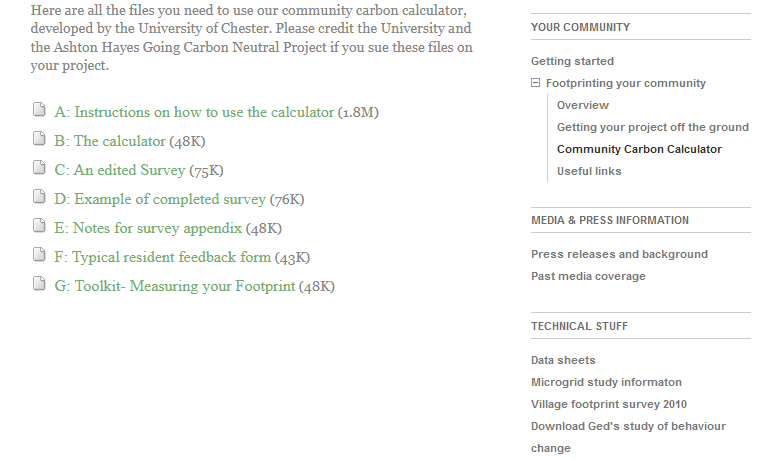 Here are all the files you need to use our community carbon calculator,
developed by the University of Chester. Please credit the University and
the Ashton Hayes Going Carbon Neutral Project if you sue these files on
your project.
A: Instructions on how to use the calculator (1.8M)
B: The calculator (48K)
C: An edited Survey (75K)
D: Example of completed survey (76K)
E: Notes for survey appendix (48K)
F: Typical resident feedback form (43K)
G: Toolkit- Measuring your Footprint (48K)
YOUR COMMUNITY
Getting started
Footprinting your community
Overview
Getting your project off the ground
Community Carbon Calculator
Useful links
MEDIA & PRESS INFORMATION
Press releases and background
Past media coverage
TECHNICAL STUFF
Data sheets
Microgrid study informaton
Village footprint survey 2010
Download Ged's study of behaviour
change